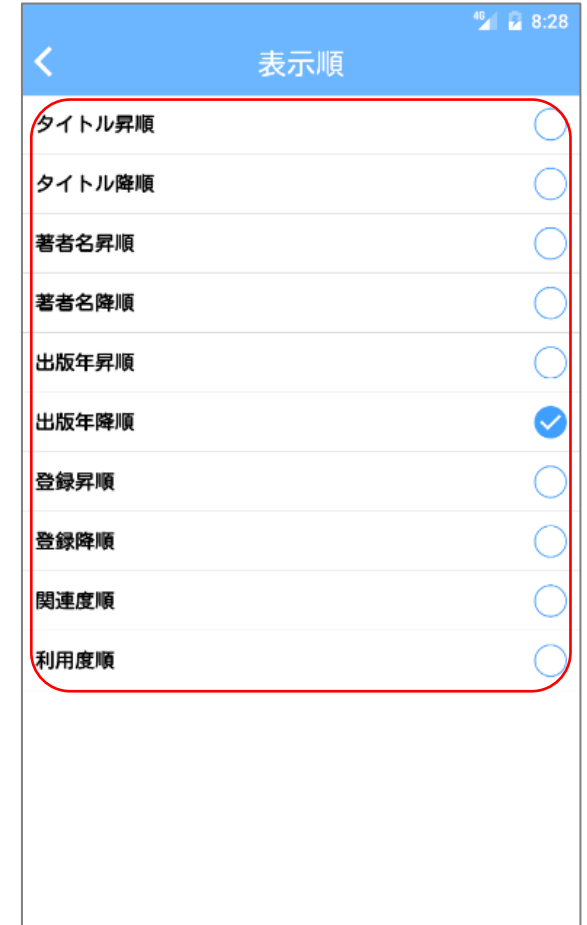 4G 8:28
表示順
タイトル昇順
タイトル降順
著者名昇順
著者名降順
出版年昇順
出版年降順
登録昇順
登録降順
関連度順
利用度順